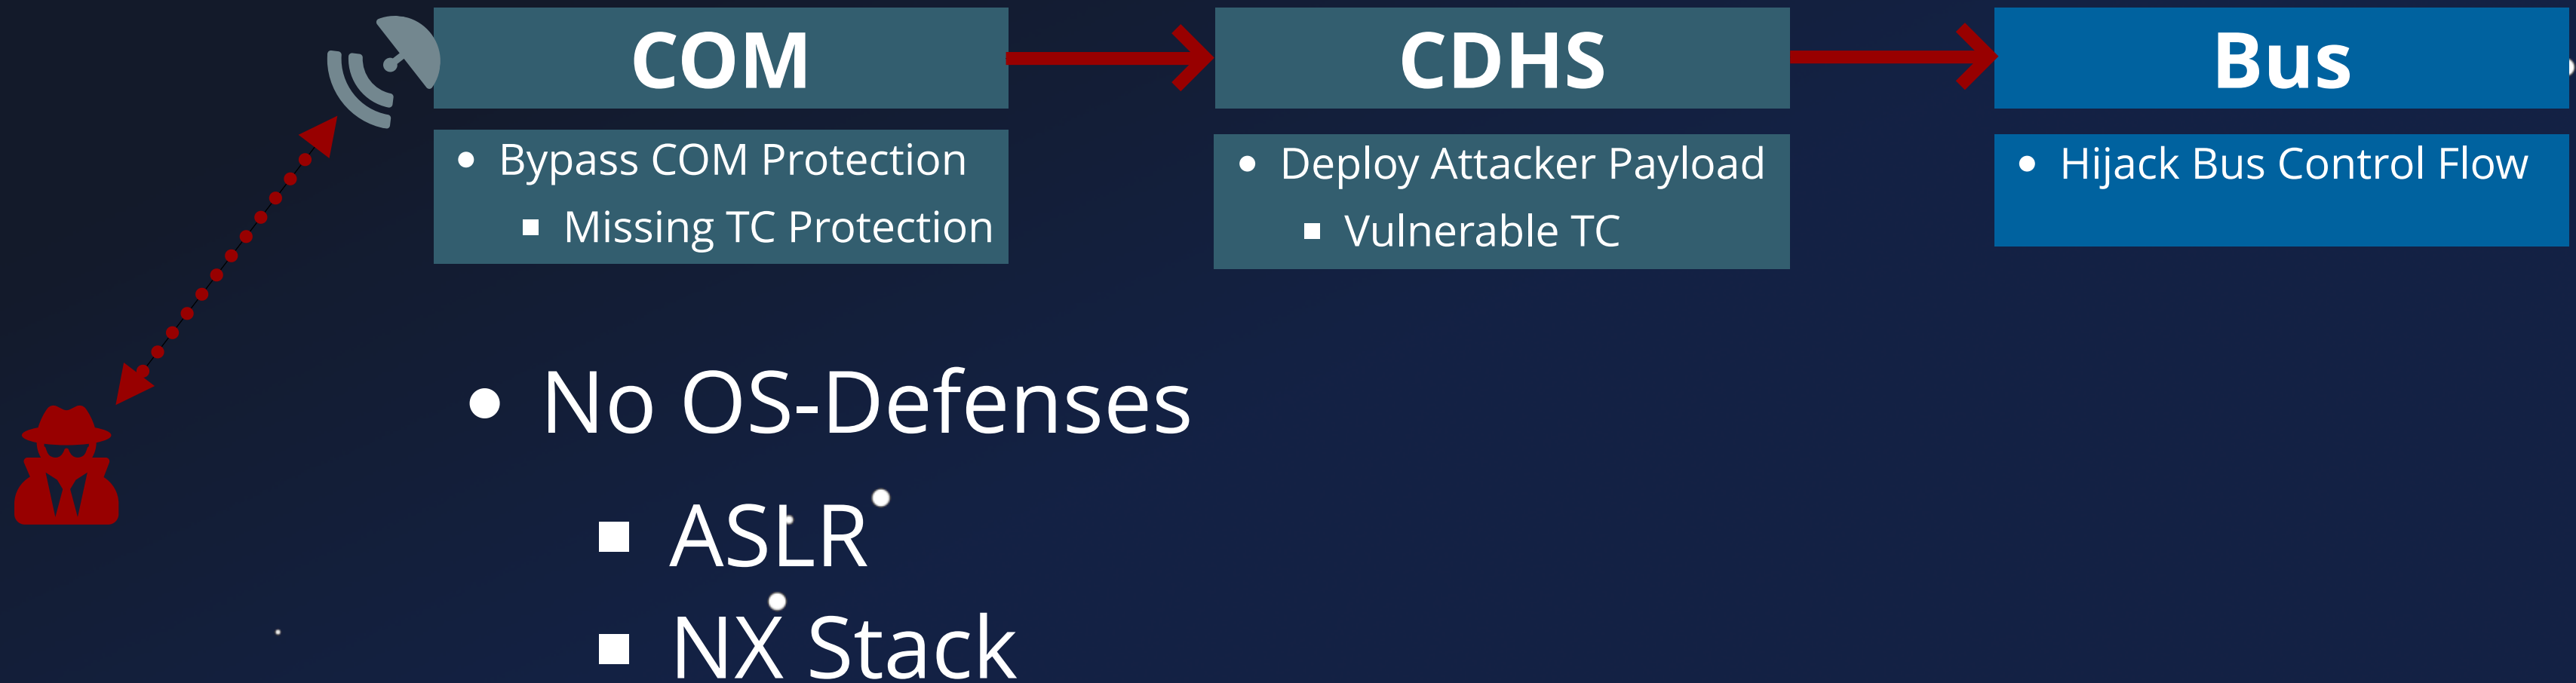 COM
Bypass COM Protection
Missing TC Protection
CDHS
Deploy Attacker Payload
Vulnerable TC
Bus
Hijack Bus Control Flow
No OS-Defenses
ASLR
NX Stack